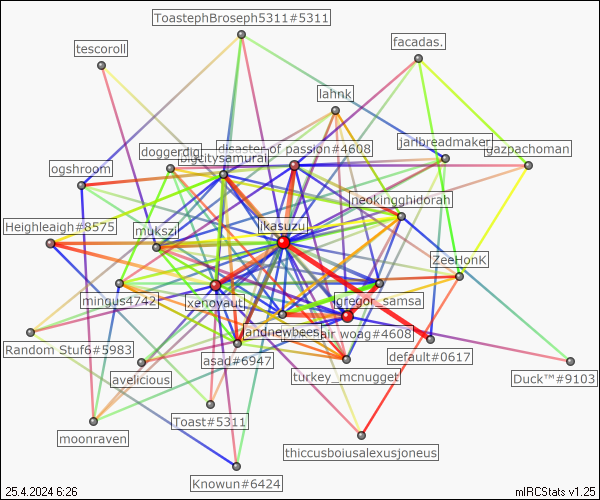 ToastephBroseph5311#5311
tescoroll
facadas.
lahnk
jarlbreadmaker
gazpachoman
disaster of passion#4608
doggerdig
bigcitysamurai
ogshroom
neokingghidorah
Heighleaigh#8575
mukszi
ikasuzu
ZeeHonK
mingus4742
xenovaut
gregor_samsa
andnewbees
air woag#4608
Random Stuf6#5983
asad#6947
default#0617
avelicious
turkey_mcnugget
Duck™#9103
Toast#5311
moonraven
thiccusboiusalexusjoneus
Knowun#6424
25.4.2024 6:26
mIRCStats v1.25